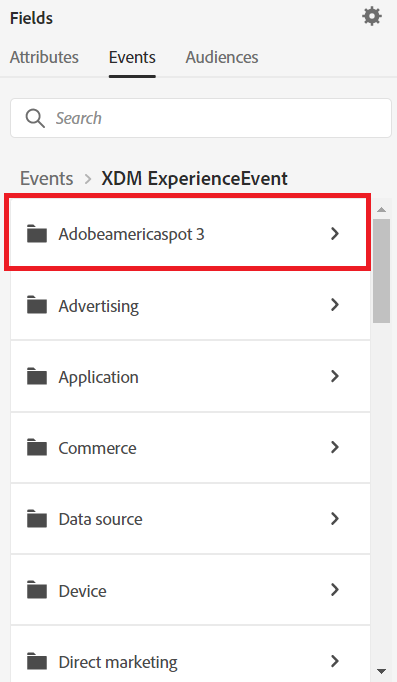 Fields
Attributes Events Audiences
Search
Events > XDM ExperienceEvent
Adobeamericaspot 3
Advertising
Application
Commerce
Data source
Device
Direct marketing